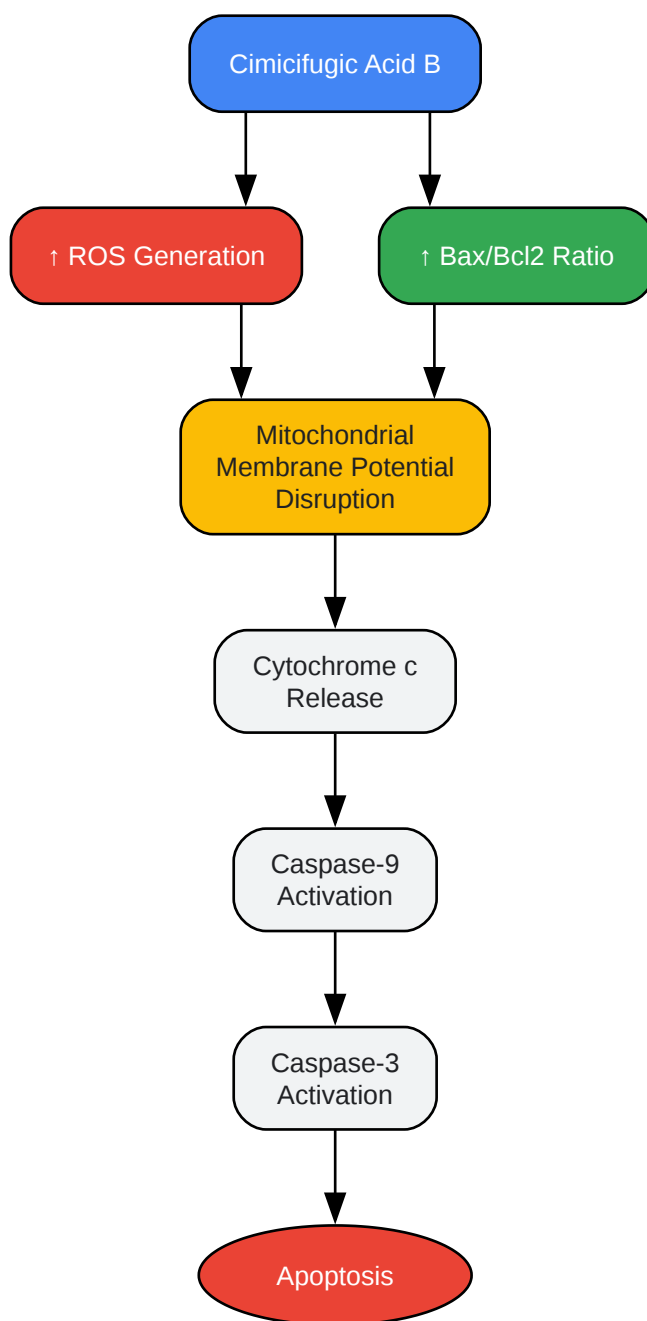 Cimicifugic Acid B
↑ ROS Generation
↑ Bax/Bcl2 Ratio
Mitochondrial
Membrane Potential
Disruption
Cytochrome c
Release
Caspase-9
Activation
Caspase-3
Activation
Apoptosis